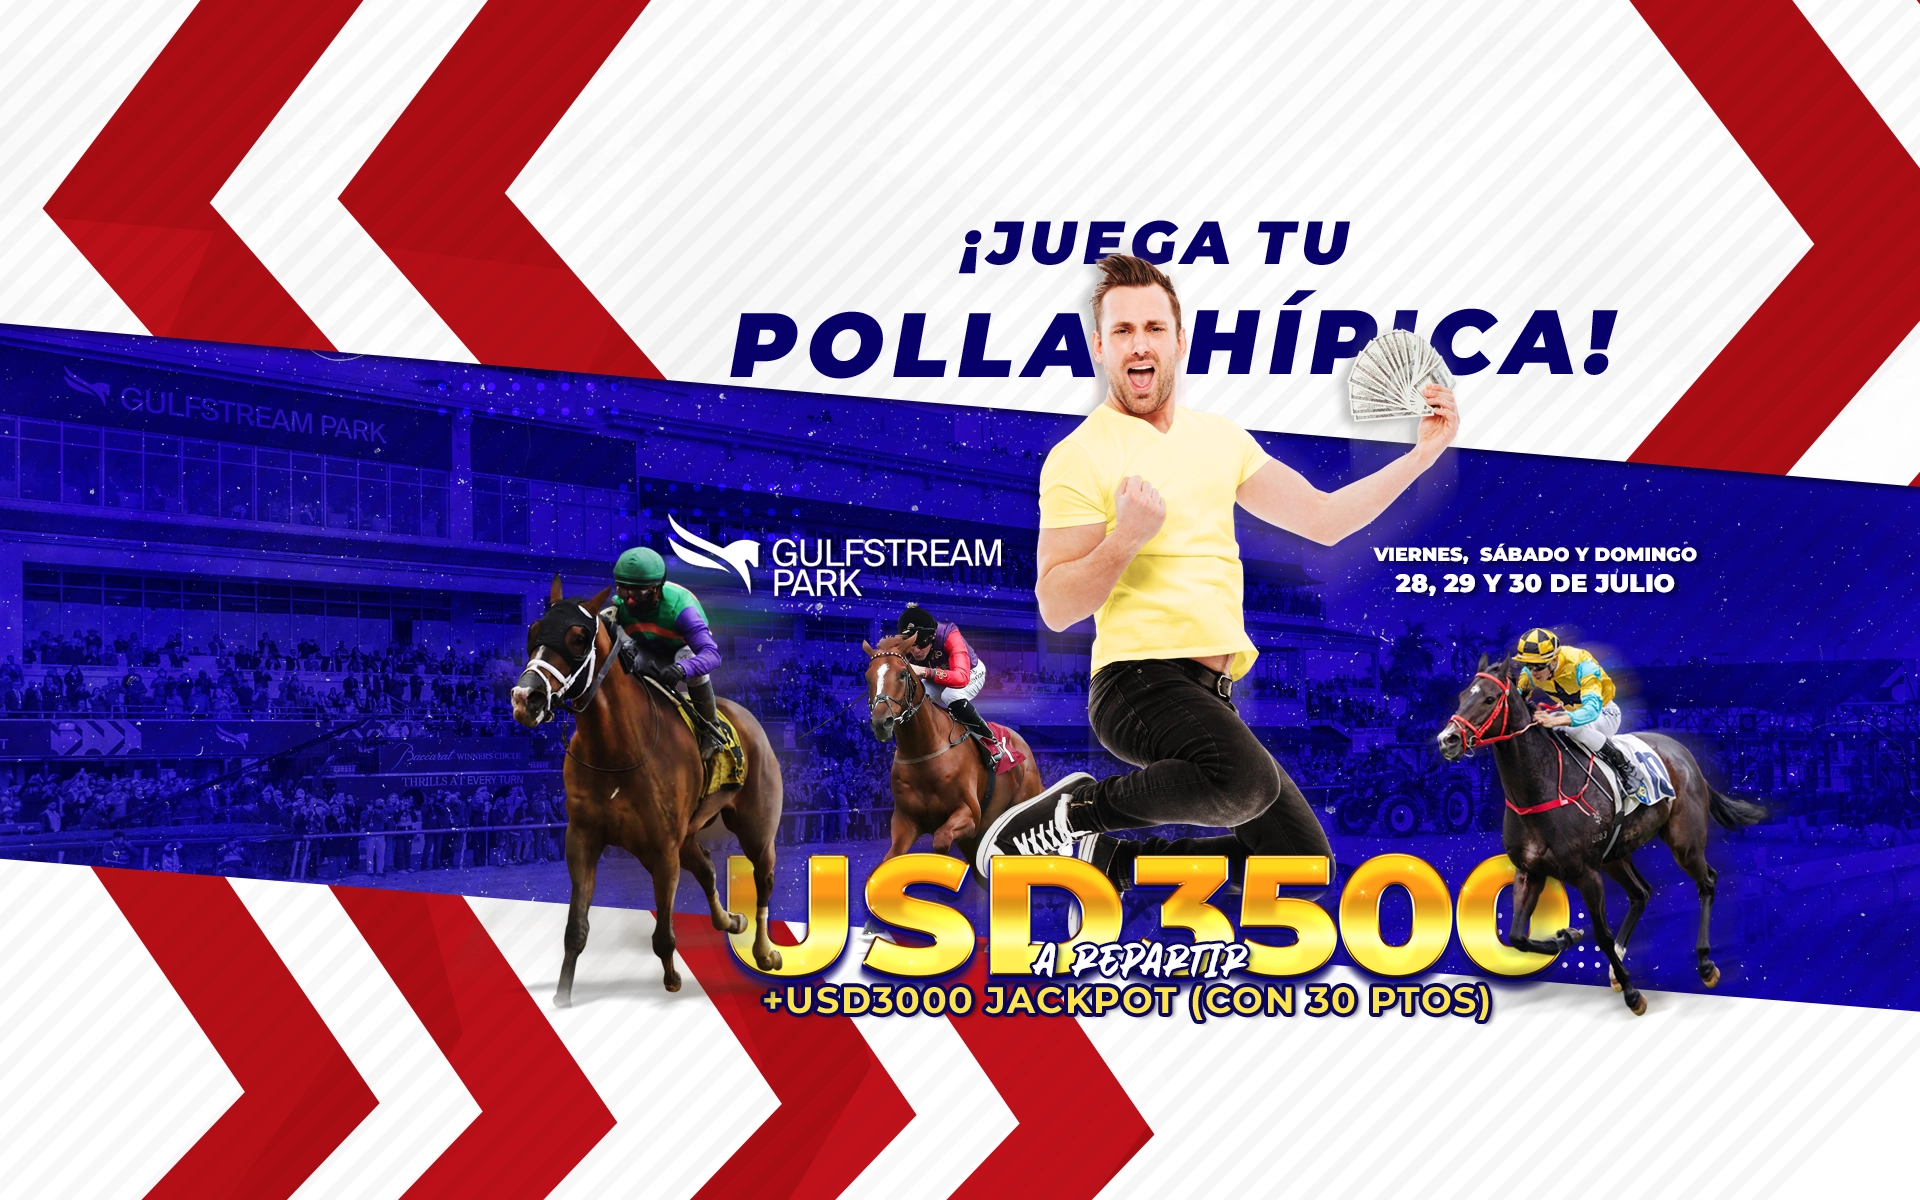 ¡JUEGA TU
POLLA HÍPICA!
GULFSTREAM PARK
GULFSTREAM
PARK
VIERNES, SÁBADO Y DOMINGO
28, 29 Y 30 DE JULIO
Baccarat WINNER'S CIRCLE
THRILLS AT EVERY TURN
USD3500
A REPARTIR
+USD3000 JACKPOT (CON 30 PTOS)